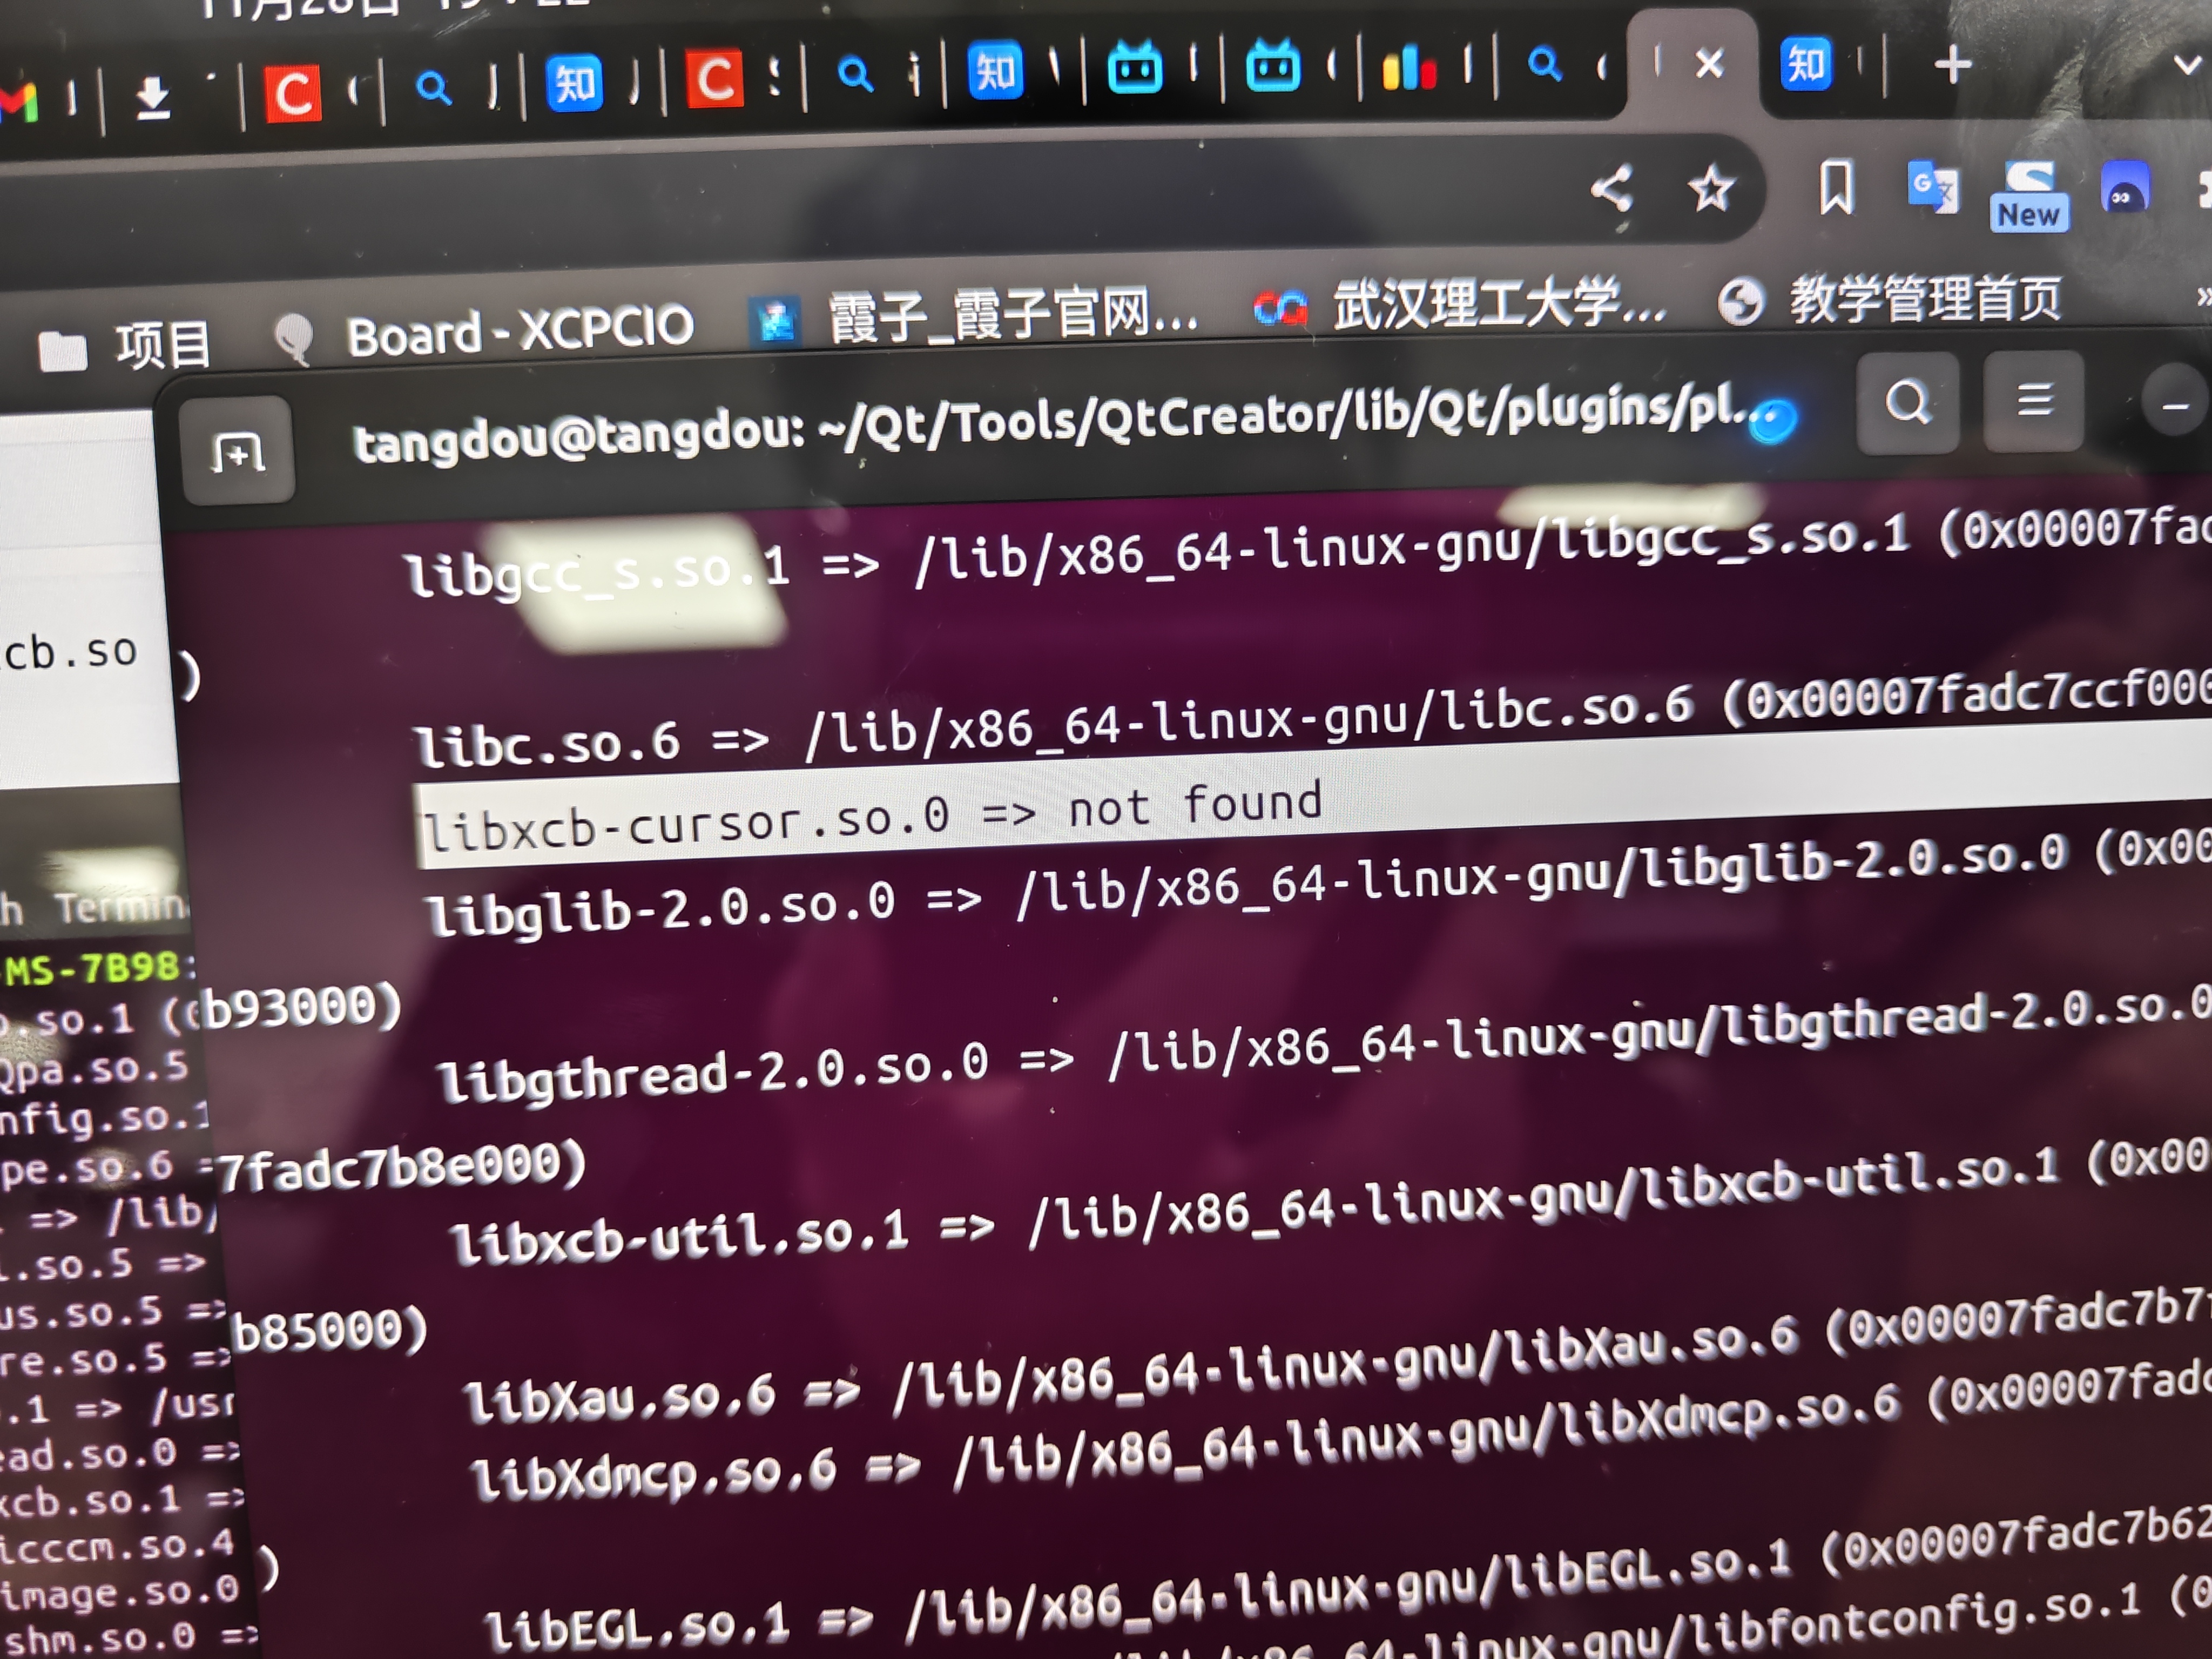 知
知
知
New
项目
Board - XCPCIO
霞子_霞子官网...
武汉理工大学...
教学管理首页
tangdou@tangdou: ~/Qt/Tools/QtCreator/lib/Qt/plugins/pl...
libgcc_s.so.1 => /lib/x86_64-linux-gnu/libgcc_s.so.1 (0x00007fad
cb.so
)
libc.so.6 => /lib/x86_64-linux-gnu/libc.so.6 (0x00007fadc7ccf000
libxcb-cursor.so.0 => not found
libglib-2.0.so.0 => /lib/x86_64-linux-gnu/libglib-2.0.so.0 (0x00
b93000)
libgthread-2.0.so.0 => /lib/x86_64-linux-gnu/libgthread-2.0.so.0
7fadc7b8e000)
libxcb-util.so.1 => /lib/x86_64-linux-gnu/libxcb-util.so.1 (0x00
b85000)
libXau.so.6 => /lib/x86_64-linux-gnu/libXau.so.6 (0x00007fadc7b7
libXdmcp.so.6 => /lib/x86_64-linux-gnu/libXdmcp.so.6 (0x00007fadc
)
libEGL.so.1 => /lib/x86_64-linux-gnu/libEGL.so.1 (0x00007fadc7b62
linux-gnu/libfontconfig.so.1 (0
h Termin
MS-7B98:
.so.1 (
Qpa.so.5
nfig.so.1
pe.so.6 =
=> /lib/
.so.5 =>
us.so.5 =>
re.so.5 =>
.1 => /usr
ead.so.0 =>
xcb.so.1 =>
icccm.so.4
image.so.0
shm.so.0 =>